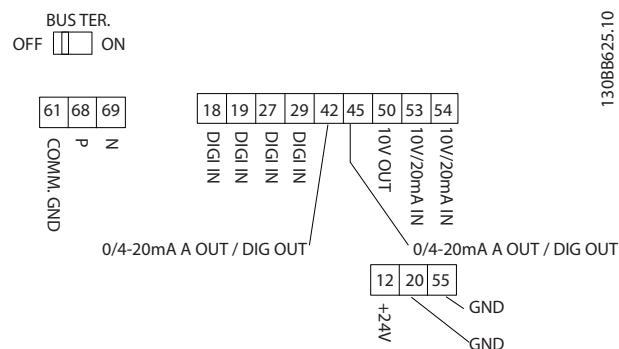 BUS TER.
OFF ON
130BB625.10
61 68 69
COMM. GND
P
N
18 19 27 29 42 45 50 53 54
DIGI IN
DIGI IN
DIGI IN
DIGI IN
10V OUT
10V/20mA IN
10V/20mA IN
0/4-20mA A OUT / DIG OUT
0/4-20mA A OUT / DIG OUT
12 20 55
+24V
GND
GND